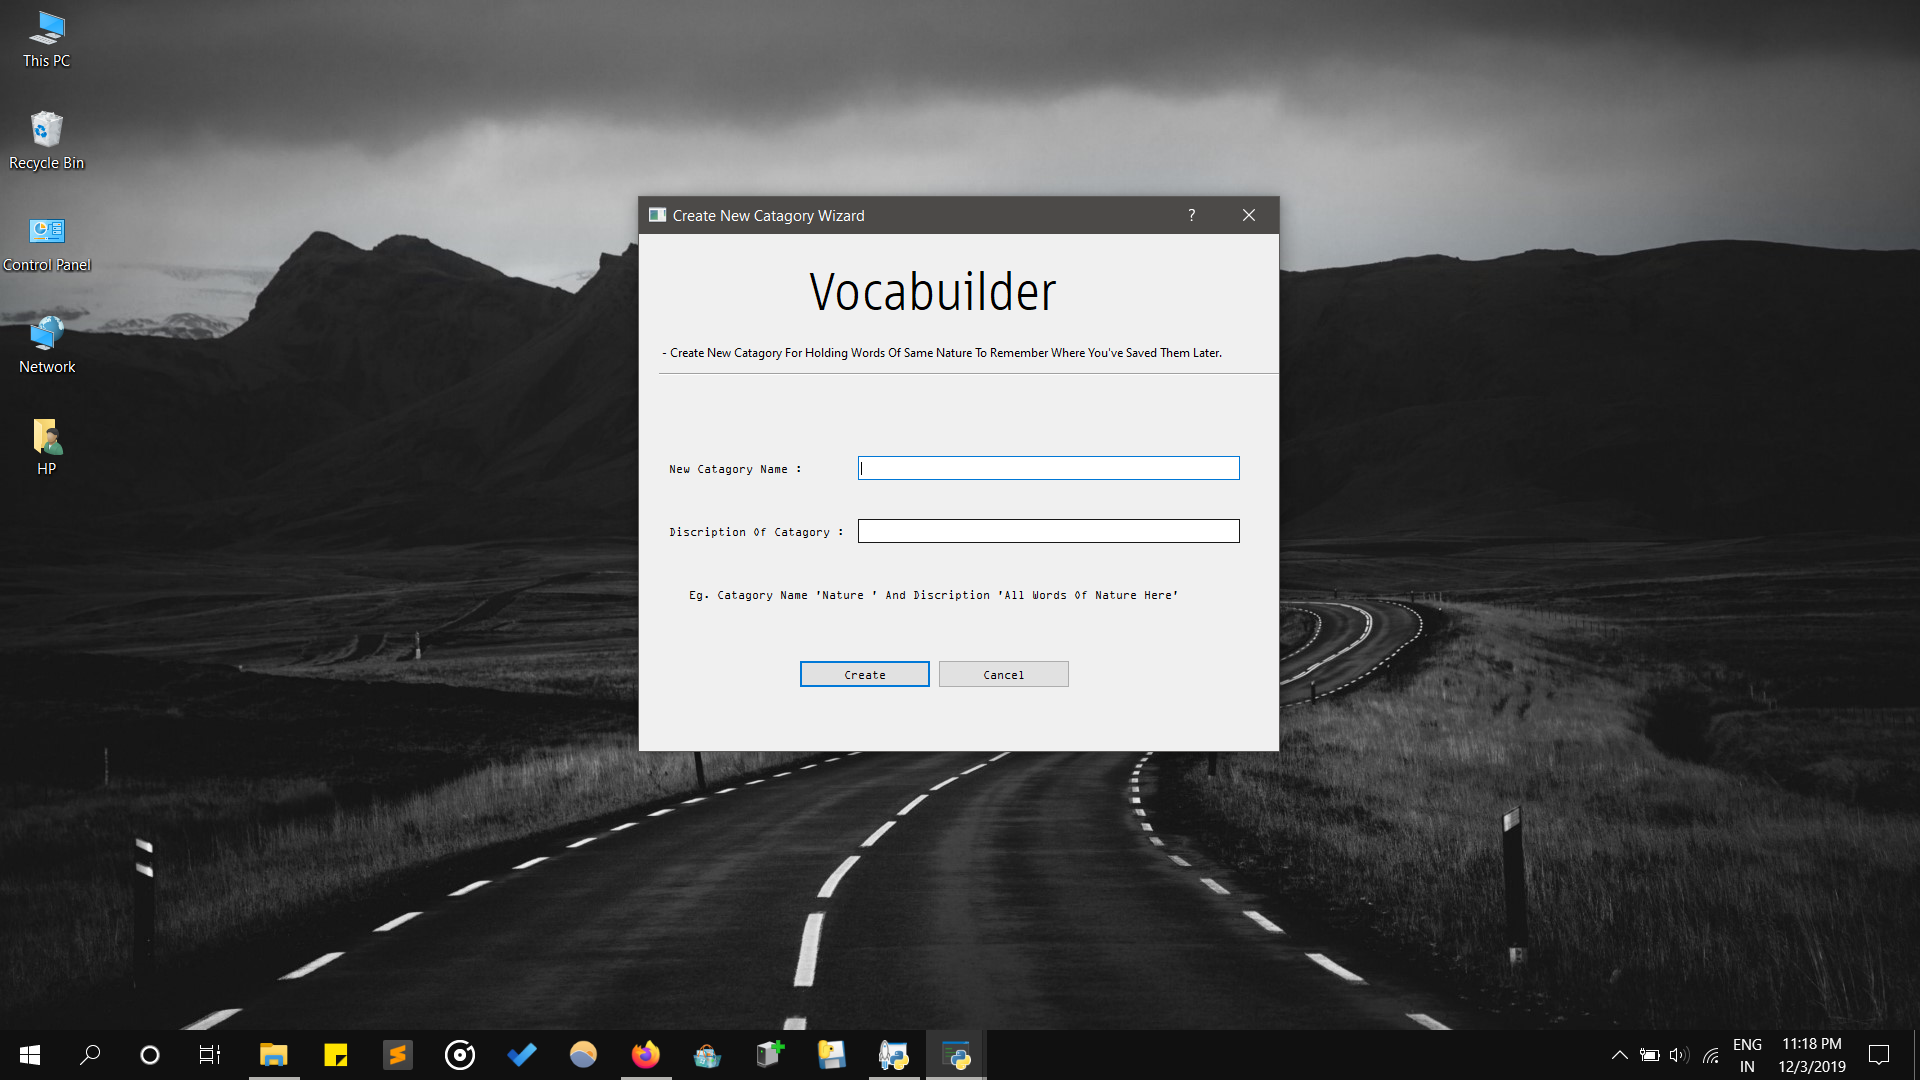 This PC
Recycle Bin
Control Panel
Network
HP
Create New Catagory Wizard
?
Vocabuilder
- Create New Catagory For Holding Words Of Same Nature To Remember Where You've Saved Them Later.
New Catagory Name :
Discription Of Catagory :
Eg. Catagory Name 'Nature ' And Discription 'All Words Of Nature Here'
Create
Cancel
ENG
IN
11:18 PM
12/3/2019